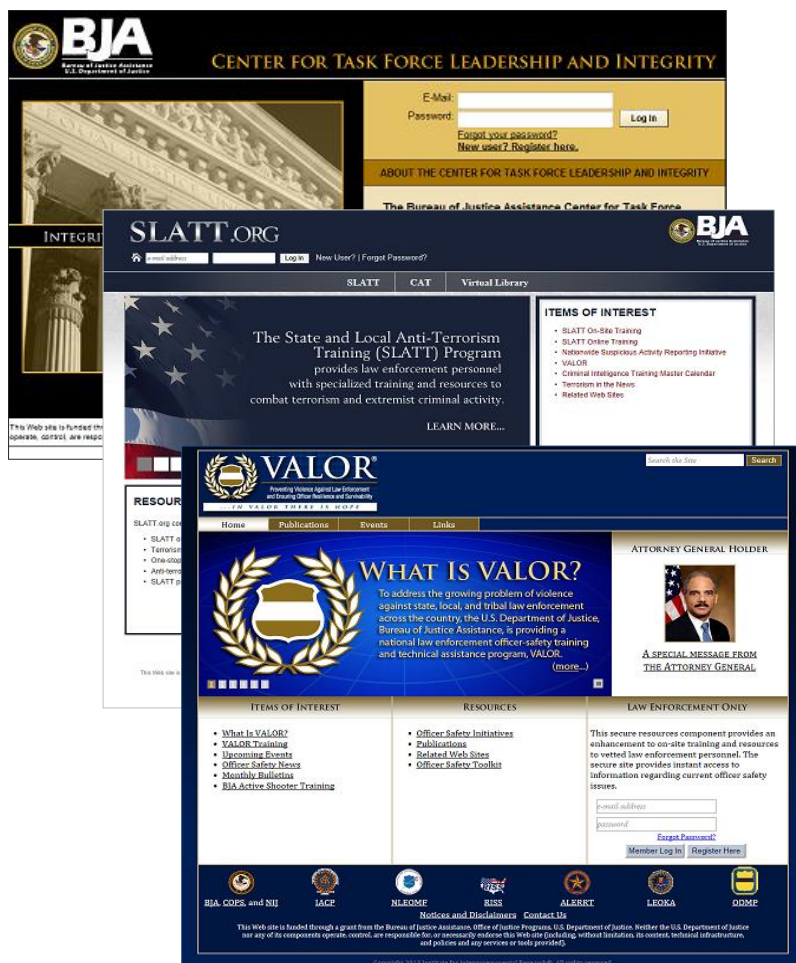 BJA
Bureau of Justice Assistance
U.S. Department of Justice
CENTER FOR TASK FORCE LEADERSHIP AND INTEGRITY
E-Mail:
Password:
Log In
Forgot your password?
New user? Register here.
ABOUT THE CENTER FOR TASK FORCE LEADERSHIP AND INTEGRITY
The Bureau of Justice Assistance Center for Task Force
INTEGRI
This Web site is funded th
operate, control, are respo
SLATT.ORG
BJA
Bureau of Justice Assistance
U.S. Department of Justice
e-mail address
Log In
New User? | Forgot Password?
SLATT
CAT
Virtual Library
The State and Local Anti-Terrorism
Training (SLATT) Program
provides law enforcement personnel
with specialized training and resources to
combat terrorism and extremist criminal activity.
LEARN MORE...
ITEMS OF INTEREST
• SLATT On-Site Training
• SLATT Online Training
• Nationwide Suspicious Activity Reporting Initiative
• VALOR
• Criminal Intelligence Training Master Calendar
• Terrorism in the News
• Related Web Sites
RESOUR
SLATT.org co
• SLATT o
• Terrorism
• One-stop
• Anti-terro
• SLATT p
This Web site a
VALOR®
Preventing Violence Against Law Enforcement
and Ensuring Officer Resilience and Survivability
...IN VALOR THERE IS HOPE
Search the Site
Search
Home
Publications
Events
Links
WHAT IS VALOR?
To address the growing problem of violence
against state, local, and tribal law enforcement
across the country, the U.S. Department of Justice,
Bureau of Justice Assistance, is providing a
national law enforcement officer-safety training
and technical assistance program, VALOR.
(more...)
ATTORNEY GENERAL HOLDER
A SPECIAL MESSAGE FROM
THE ATTORNEY GENERAL
ITEMS OF INTEREST
• What Is VALOR?
• VALOR Training
• Upcoming Events
• Officer Safety News
• Monthly Bulletins
• BJA Active Shooter Training
RESOURCES
• Officer Safety Initiatives
• Publications
• Related Web Sites
• Officer Safety Toolkit
LAW ENFORCEMENT ONLY
This secure resources component provides an
enhancement to on-site training and resources
to vetted law enforcement personnel. The
secure site provides instant access to
information regarding current officer safety
issues.
e-mail address
password
Forgot Password?
Member Log In
Register Here
BJA, COPS, and NIJ
IACP
NLEOMF
RISS
ALERRT
LEOKA
ODMP
Notices and Disclaimers
Contact Us
This Web site is funded through a grant from the Bureau of Justice Assistance, Office of Justice Programs, U.S. Department of Justice. Neither the U.S. Department of Justice
nor any of its components operate, control, are responsible for, or necessarily endorse this Web site (including, without limitation, its content, technical infrastructure,
and policies and any services or tools provided).